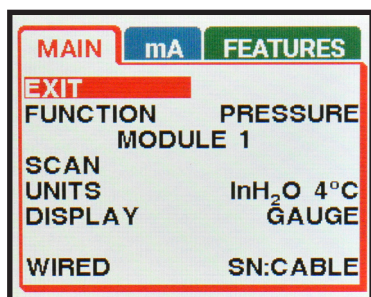 MAIN mA FEATURES
EXIT
FUNCTION PRESSURE
MODULE 1
SCAN
UNITS InH₂O 4°C
DISPLAY GAUGE
WIRED SN:CABLE